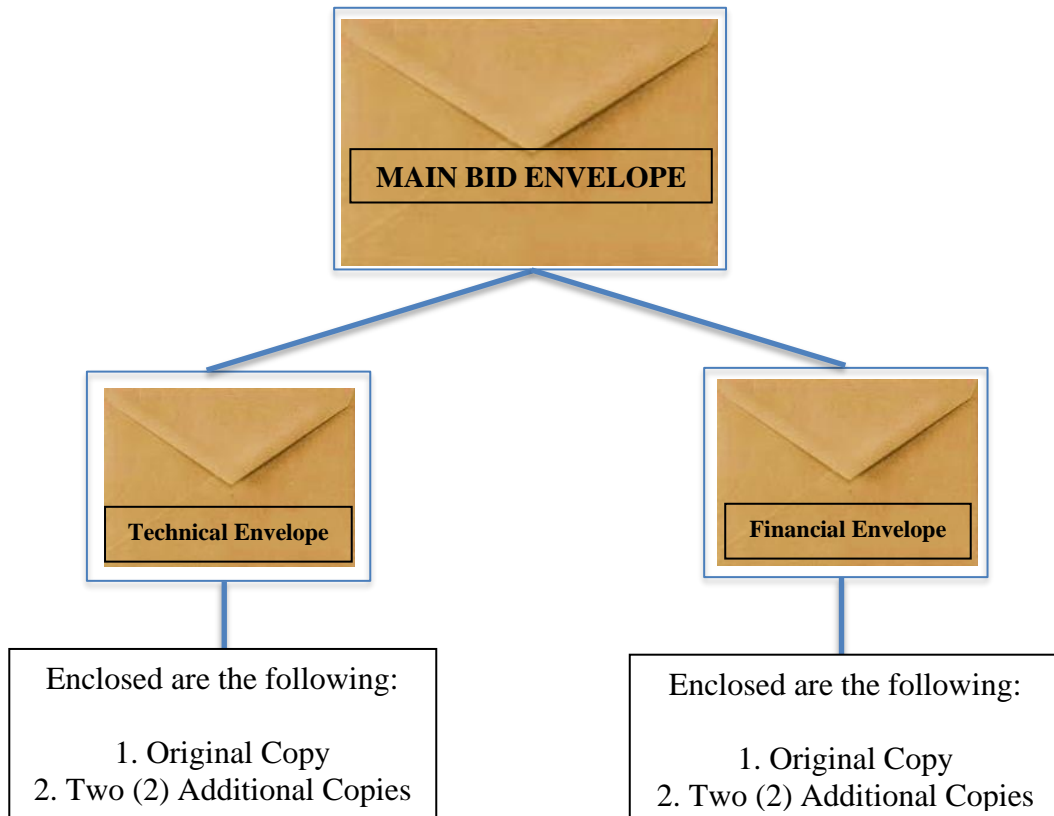 MAIN BID ENVELOPE
Technical Envelope
Financial Envelope
Enclosed are the following:
1. Original Copy
2. Two (2) Additional Copies
Enclosed are the following:
1. Original Copy
2. Two (2) Additional Copies